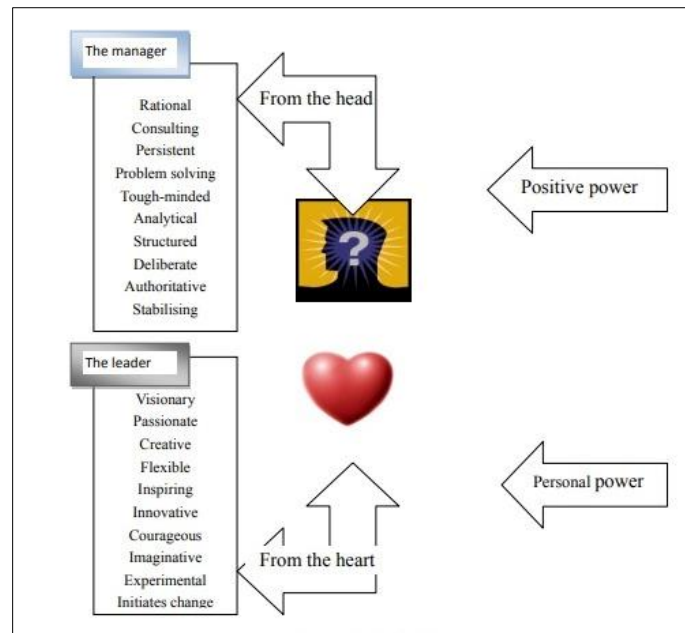 The manager
Rational
Consulting
Persistent
Problem solving
Tough-minded
Analytical
Structured
Deliberate
Authoritative
Stabilising
From the head
?
Positive power
The leader
Visionary
Passionate
Creative
Flexible
Inspiring
Innovative
Courageous
Imaginative
Experimental
Initiates change
From the heart
Personal power